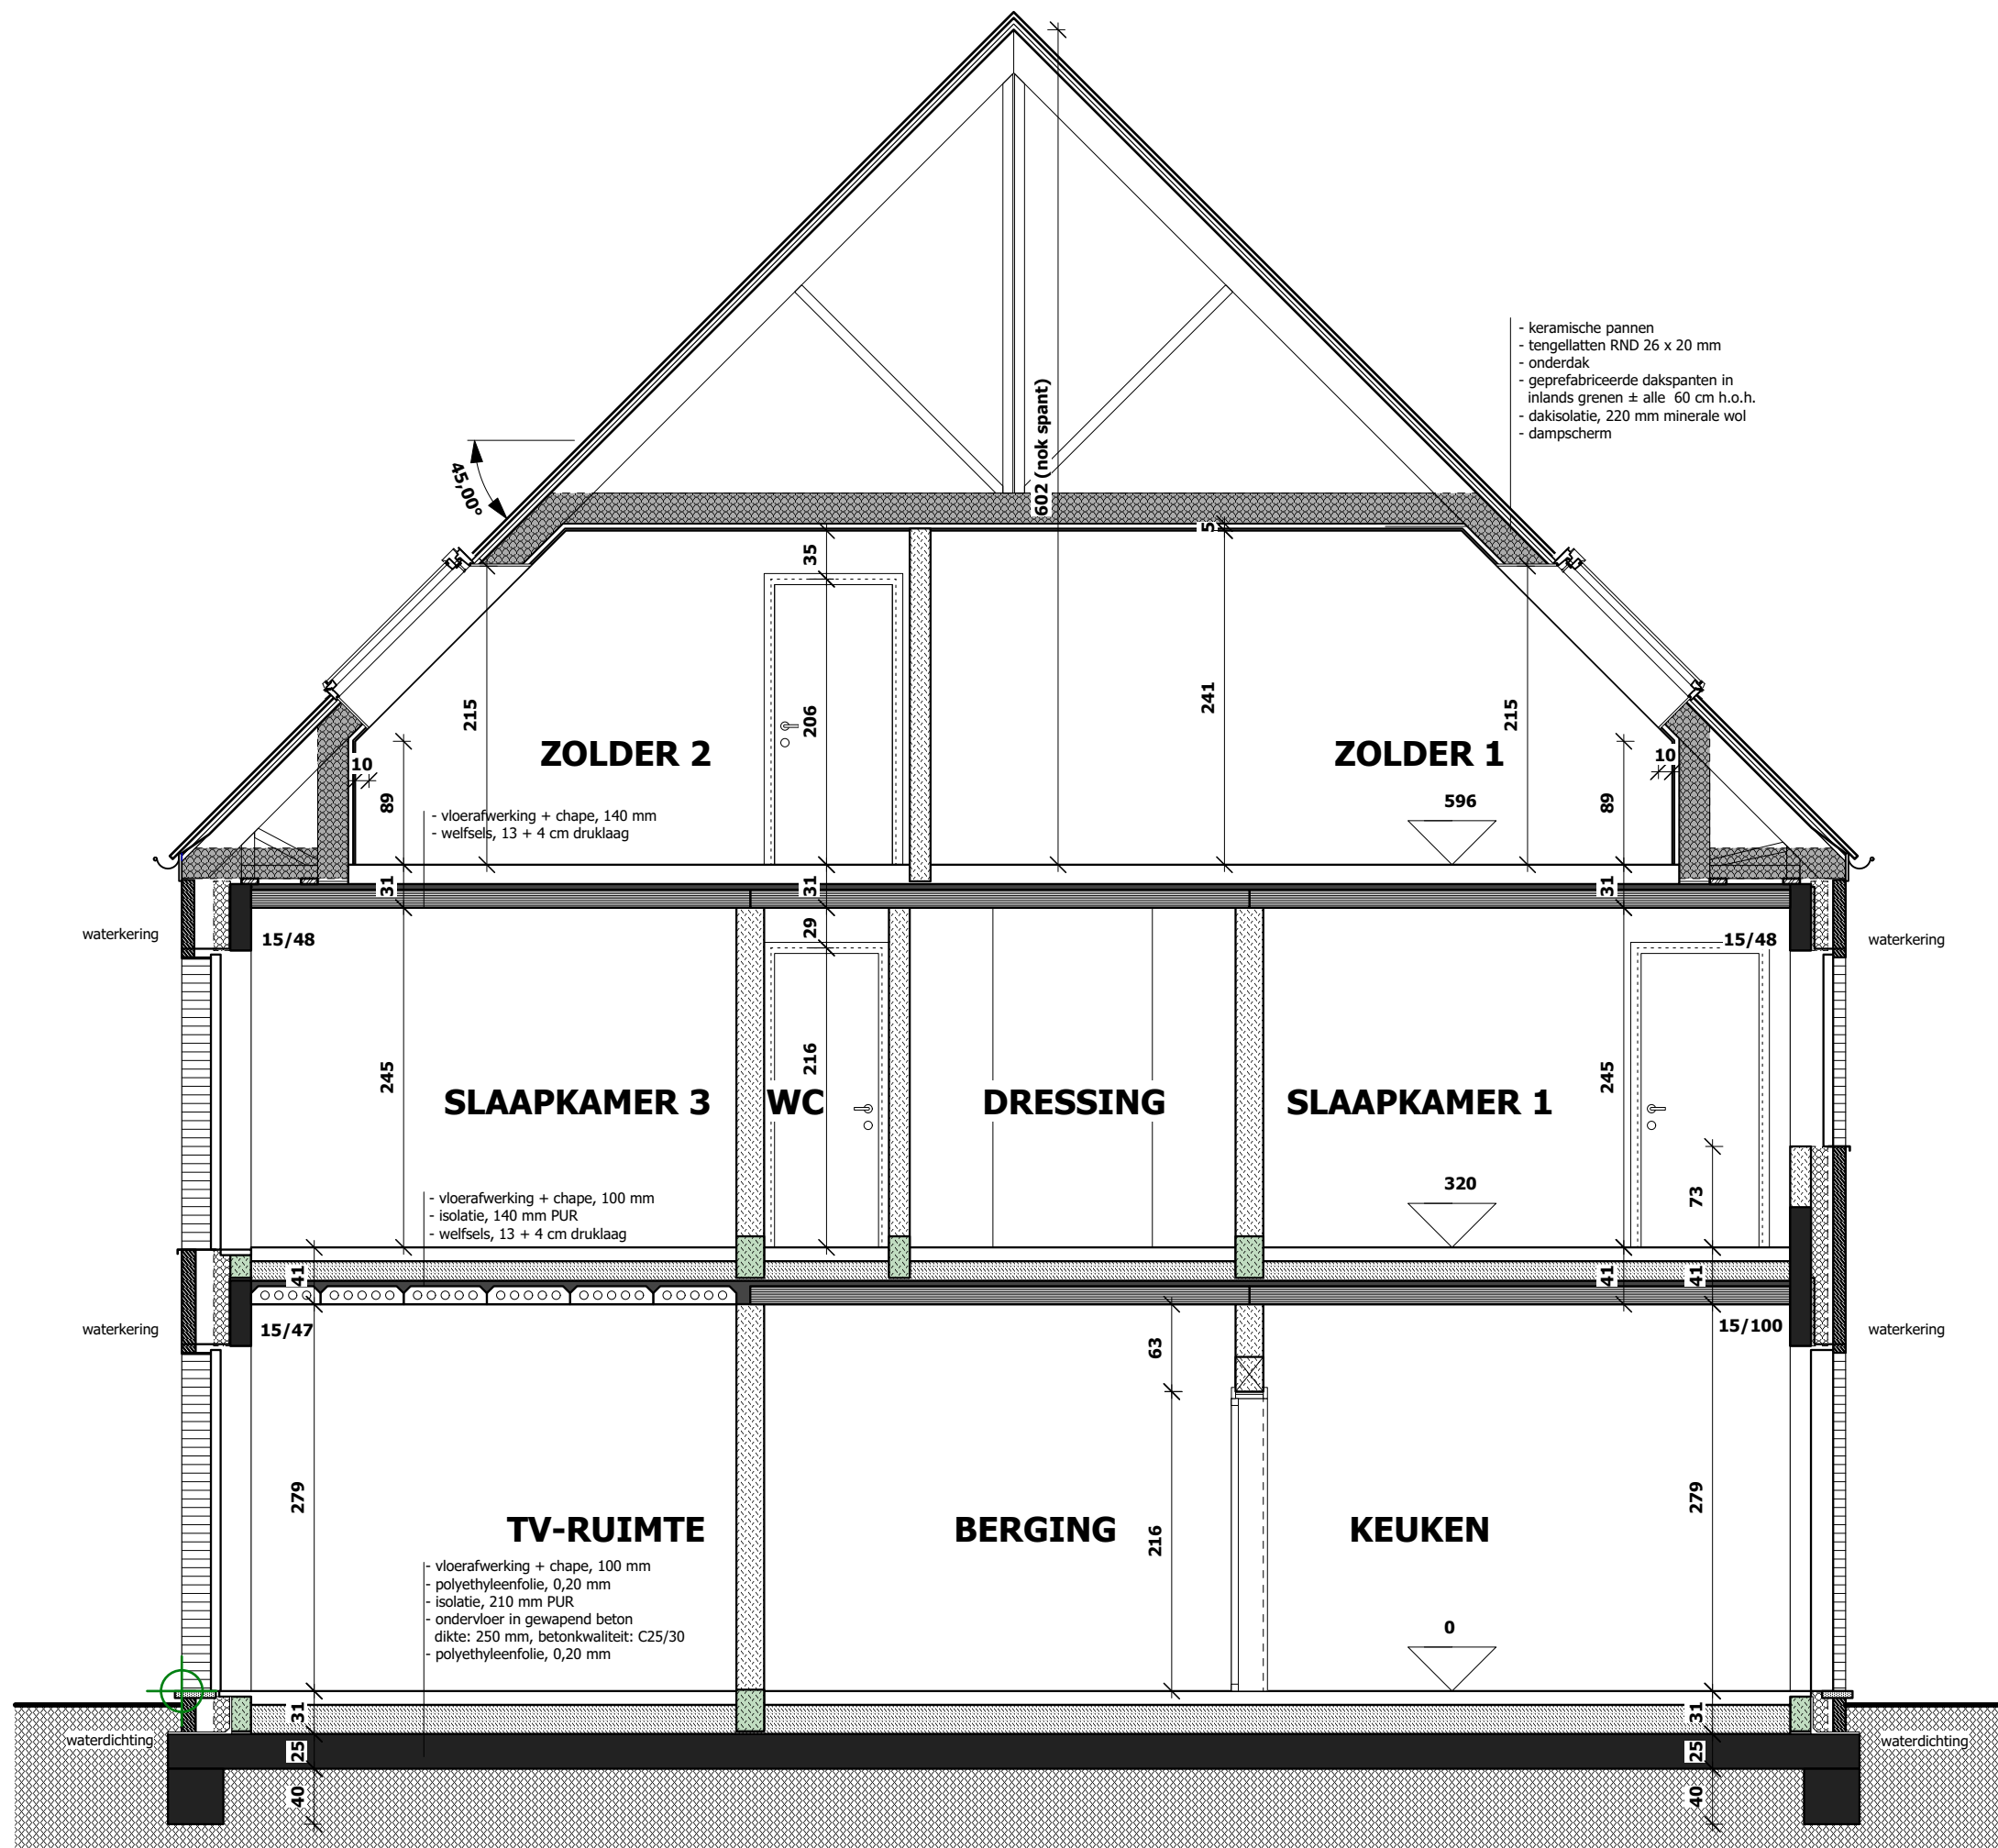 - keramische pannen
- tengellatten RND 26 x 20 mm
- onderdak
- geprefabriceerde dakspanten in
inlands grenen ± alle 60 cm h.o.h.
- dakisolatie, 220 mm minerale wol
- dampscherm
602 (nok spant)
45,00°
5
35
215
206
241
215
ZOLDER 2
ZOLDER 1
10
10
89
596
89
- vloerafwerking + chape, 140 mm
- welfsels, 13 + 4 cm druklaag
31
31
31
waterkering
15/48
29
15/48
waterkering
245
216
245
SLAAPKAMER 3
WC
DRESSING
SLAAPKAMER 1
- vloerafwerking + chape, 100 mm
- isolatie, 140 mm PUR
- welfsels, 13 + 4 cm druklaag
320
73
41
41
41
waterkering
15/47
63
15/100
waterkering
279
216
279
TV-RUIMTE
BERGING
KEUKEN
- vloerafwerking + chape, 100 mm
- polyethyleenfolie, 0,20 mm
- isolatie, 210 mm PUR
- ondervloer in gewapend beton
dikte: 250 mm, betonkwaliteit: C25/30
- polyethyleenfolie, 0,20 mm
0
31
31
waterdichting
25
25
waterdichting
40
40